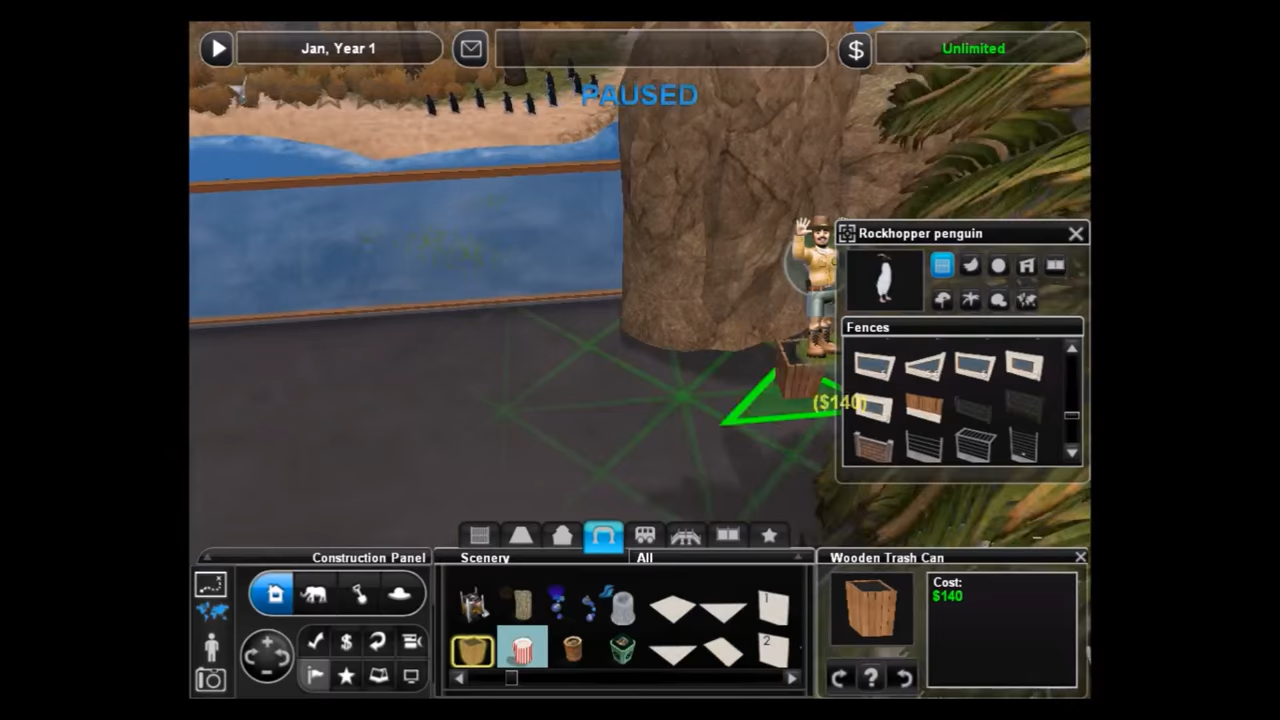 Jan, Year 1
$
Unlimited
PAUSED
Rockhopper penguin
Fences
($140)
Construction Panel
Scenery
All
Wooden Trash Can
Cost:
$140
1
2
$
?